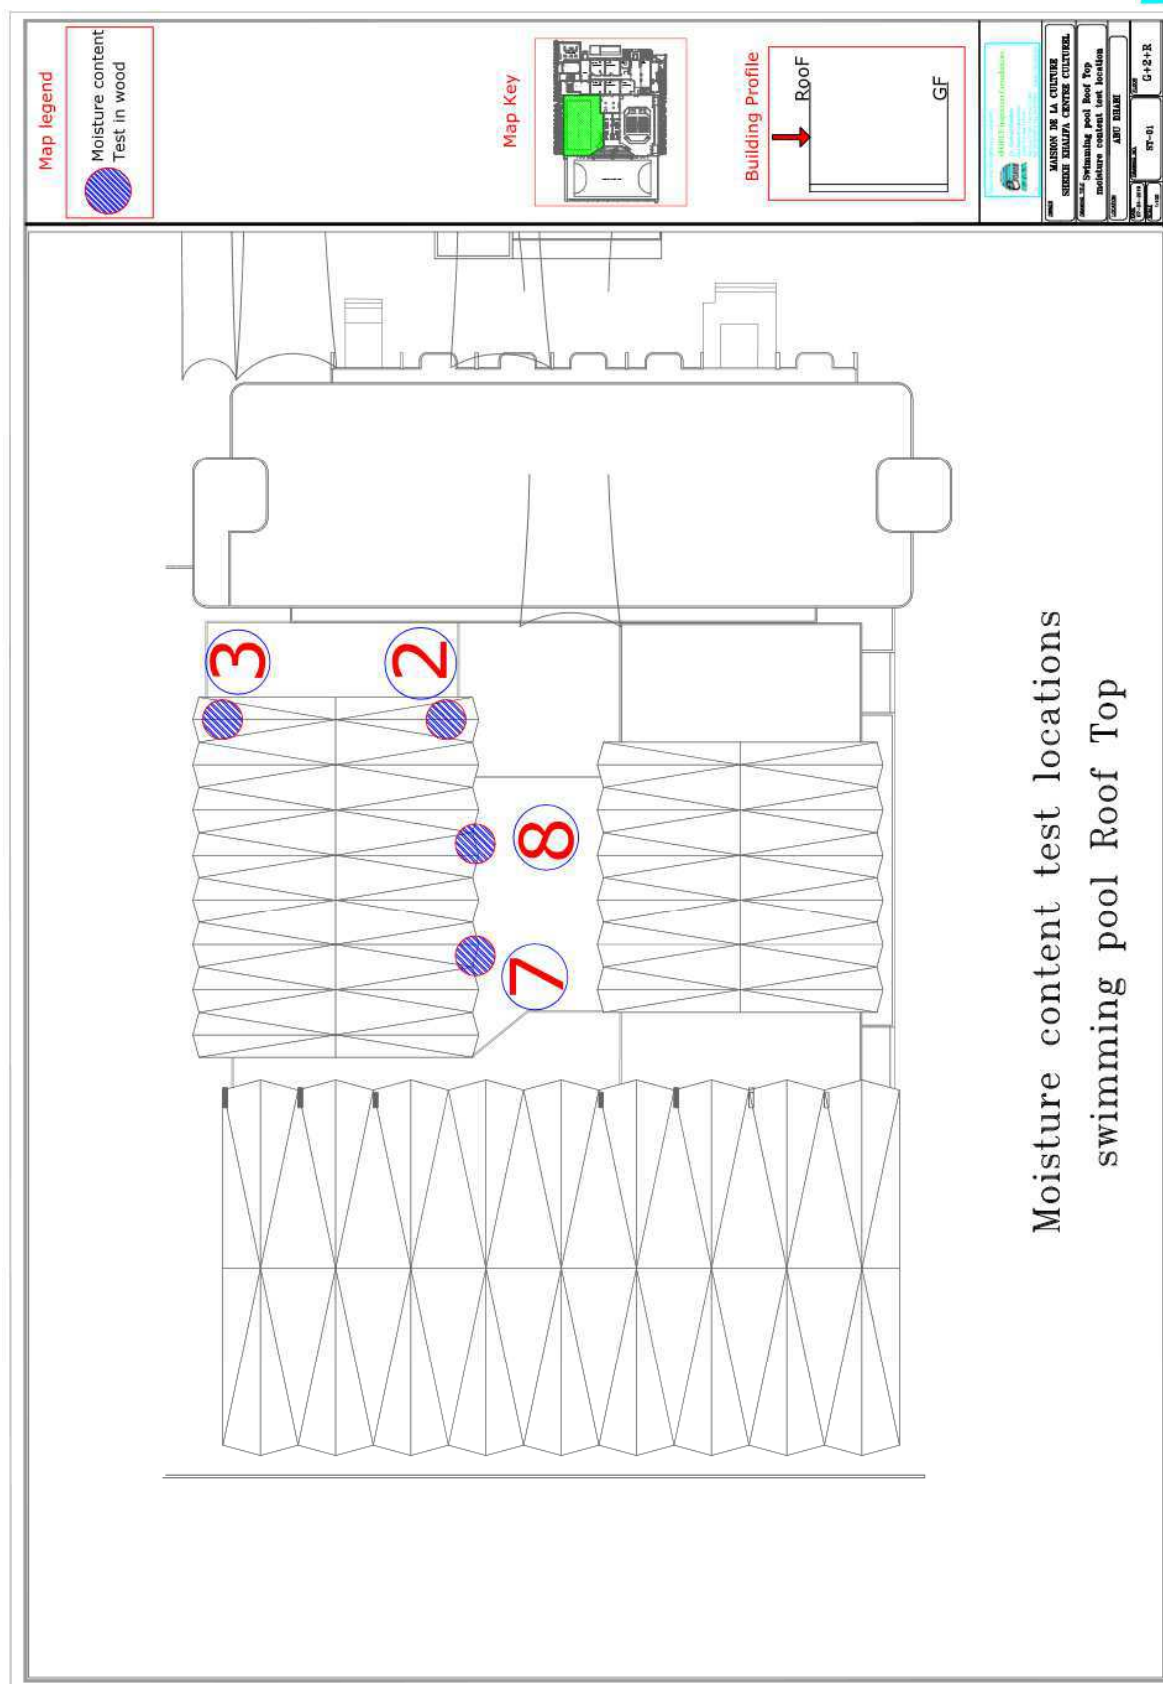 Map legend
Moisture content
Test in wood
Map Key
Building Profile
RooF
GF
MAISION DE LA CULTURE
SHEIKH KHALIFA CENTRE CULTUREL
Swimming pool Roof Top
moisture content test location
ABU DHABI
ST-01
G+2+R
3
2
8
7
Moisture content test locations
swimming pool Roof Top